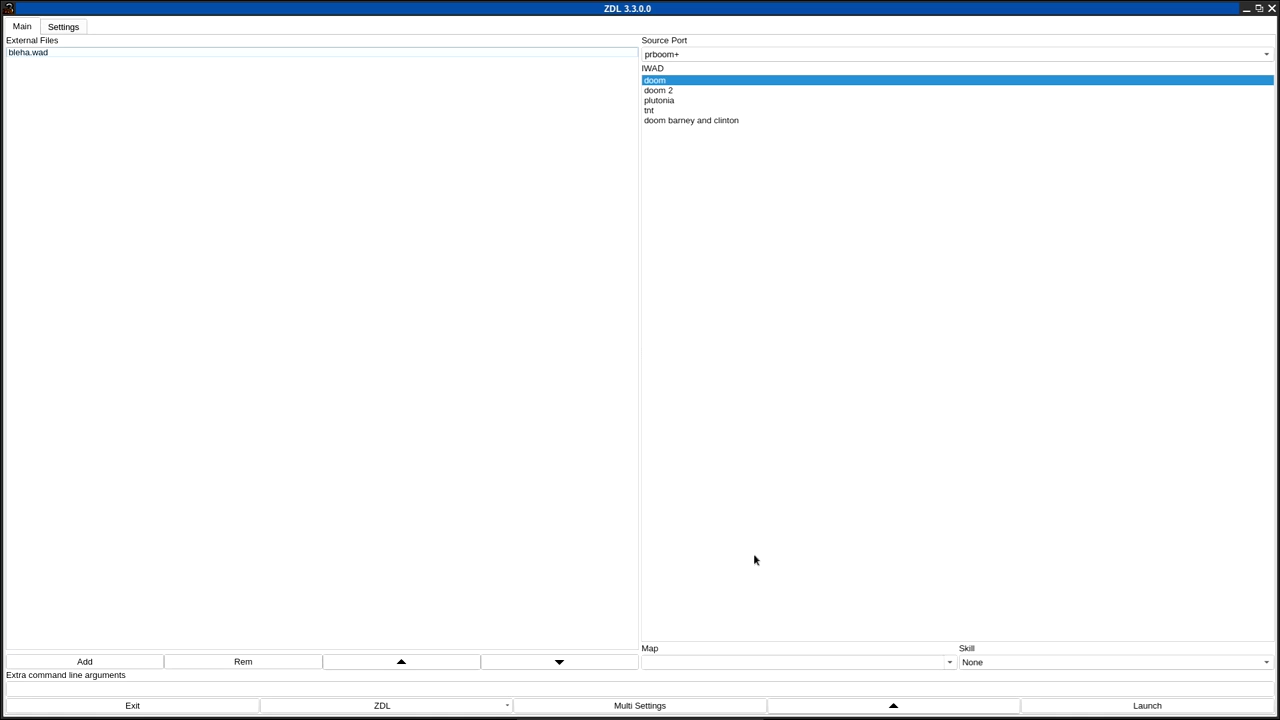 ZDL 3.3.0.0
Main Settings
External Files
bleha.wad
Source Port
prboom+
IWAD
doom
doom 2
plutonia
tnt
doom barney and clinton
Add Rem
Map Skill
None
Extra command line arguments
Exit ZDL Multi Settings Launch